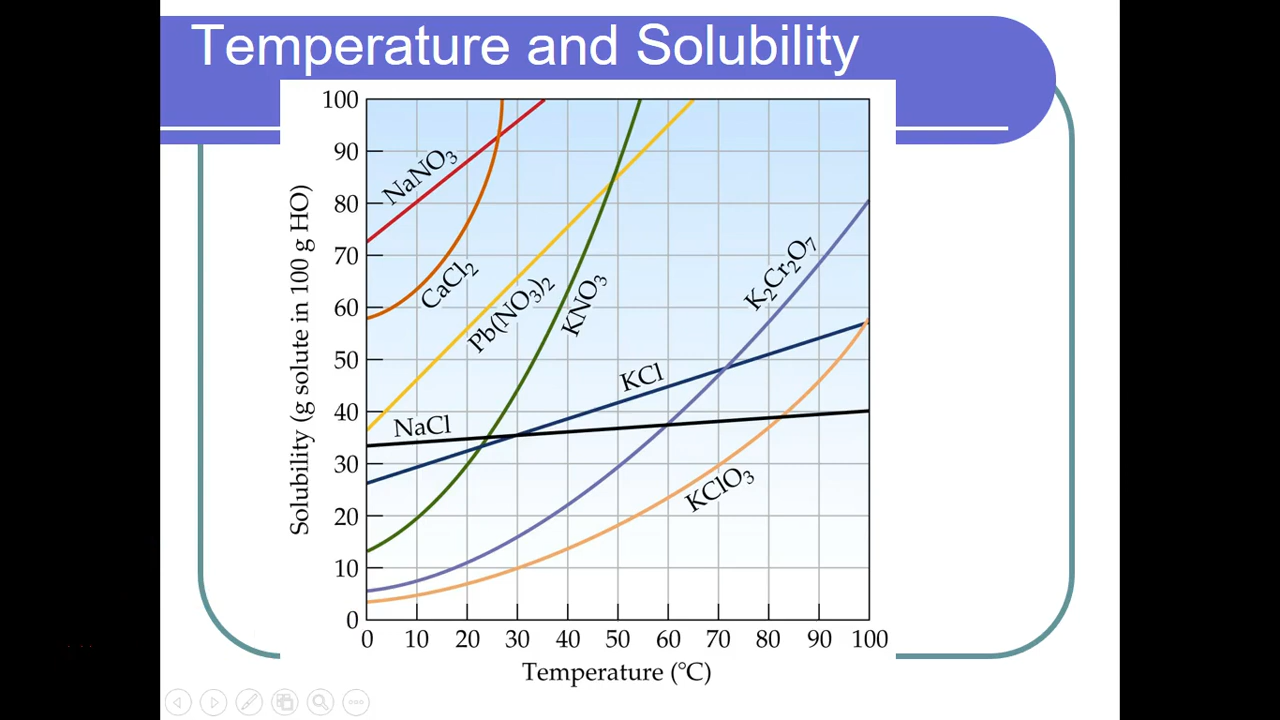 Temperature and Solubility
Solubility (g solute in 100 g HO)
100
90
80
70
60
50
40
30
20
10
0
NaNO₃
CaCl₂
Pb(NO₃)₂
KNO₃
K₂Cr₂O₇
KCl
NaCl
KClO₃
0 10 20 30 40 50 60 70 80 90 100
Temperature (°C)